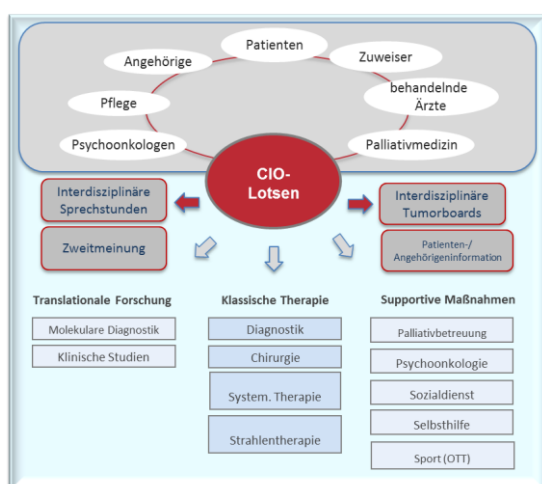 Patienten
Angehörige
Zuweiser
Pflege
behandelnde
Ärzte
Psychoonkologen
Palliativmedizin
CIO-
Lotsen
Interdisziplinäre
Sprechstunden
Interdisziplinäre
Tumorboards
Zweitmeinung
Patienten-/
Angehörigeninformation
Translationale Forschung
Molekulare Diagnostik
Klinische Studien
Klassische Therapie
Diagnostik
Chirurgie
System. Therapie
Strahlentherapie
Supportive Maßnahmen
Palliativbetreuung
Psychoonkologie
Sozialdienst
Selbsthilfe
Sport (OTT)